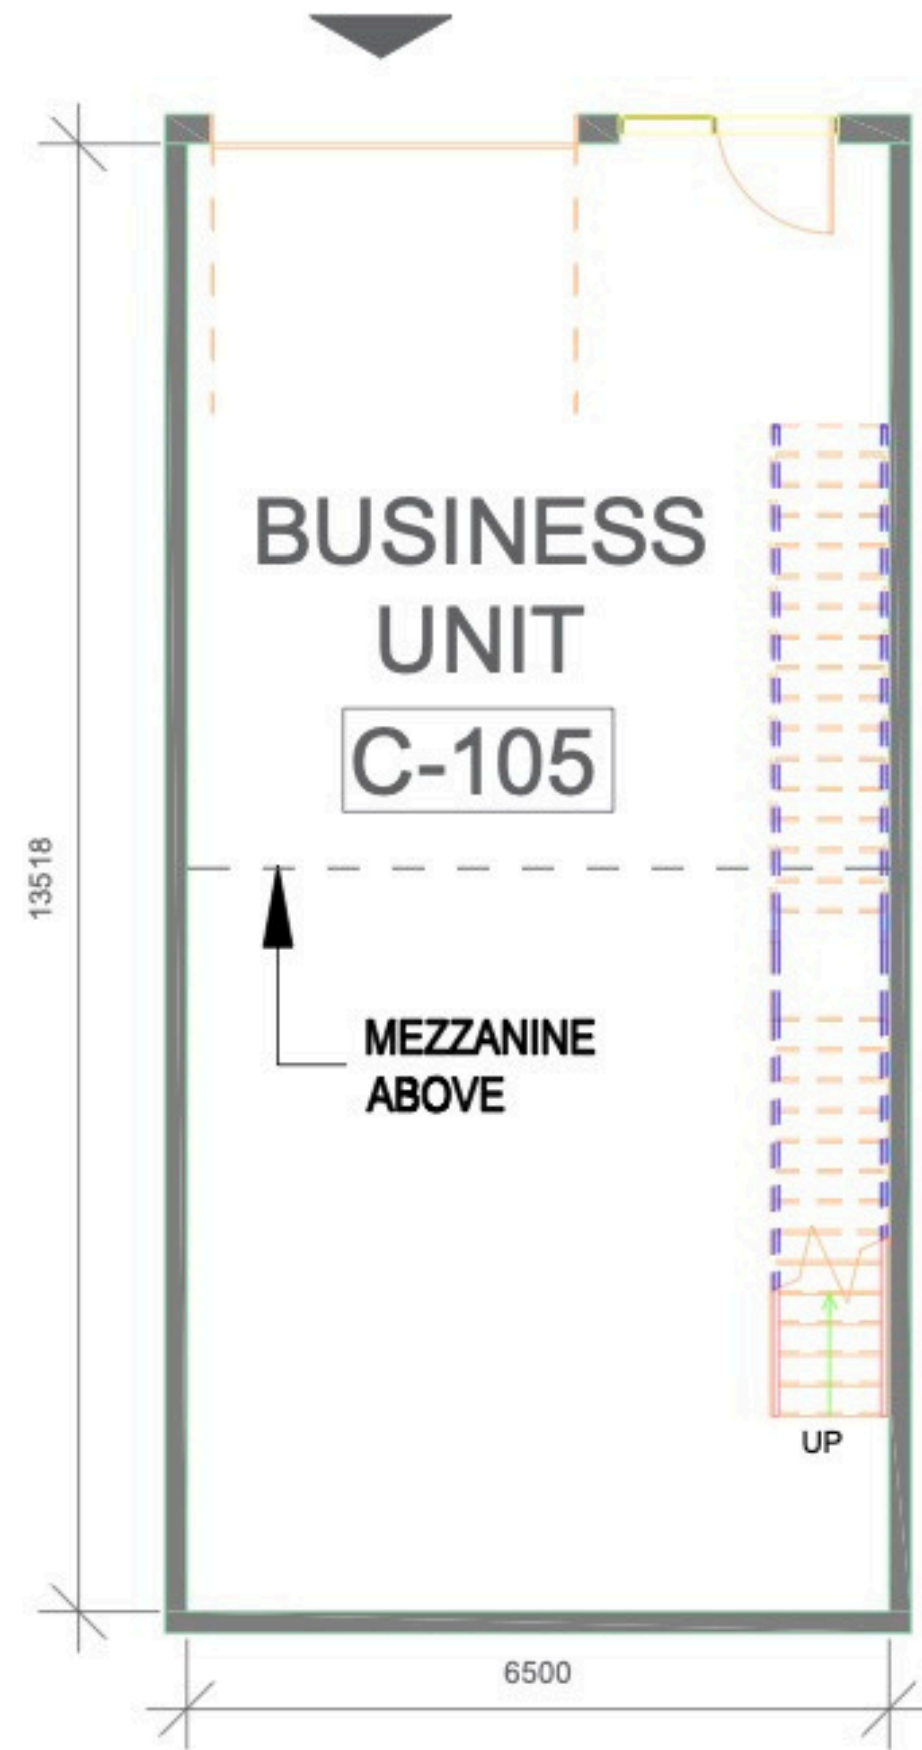 BUSINESS
UNIT
C-105
13518
MEZZANINE
ABOVE
UP
6500